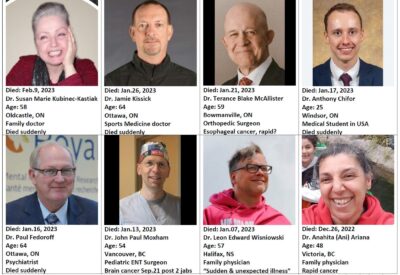 Died: Feb.9, 2023
Dr. Susan Marie Kubinec-Kastiak
Age: 58
Oldcastle, ON
Family doctor
Died suddenly
Died: Jan.26, 2023
Dr. Jamie Kissick
Age: 64
Ottawa, ON
Sports Medicine doctor
Died suddenly
Died: Jan.21, 2023
Dr. Terance Blake McAllister
Age: 59
Bowmanville, ON
Orthopedic Surgeon
Esophageal cancer, rapid?
Died: Jan.17, 2023
Dr. Anthony Chifor
Age: 25
Windsor, ON
Medical Student in USA
Died suddenly
Died: Jan.16, 2023
Dr. Paul Fedoroff
Age: 64
Ottawa, ON
Psychiatrist
Died suddenly
Died: Jan.13, 2023
Dr. John Paul Moxham
Age: 54
Vancouver, BC
Pediatric ENT Surgeon
Brain cancer Sep.21 post 2 jabs
Died: Jan.07, 2023
Dr. Leon Edward Wisniowski
Age: 57
Halifax, NS
Family physician
"Sudden & unexpected illness"
Died: Dec.26, 2022
Dr. Anahita (Ani) Ariana
Age: 48
Victoria, BC
Family physician
Rapid cancer